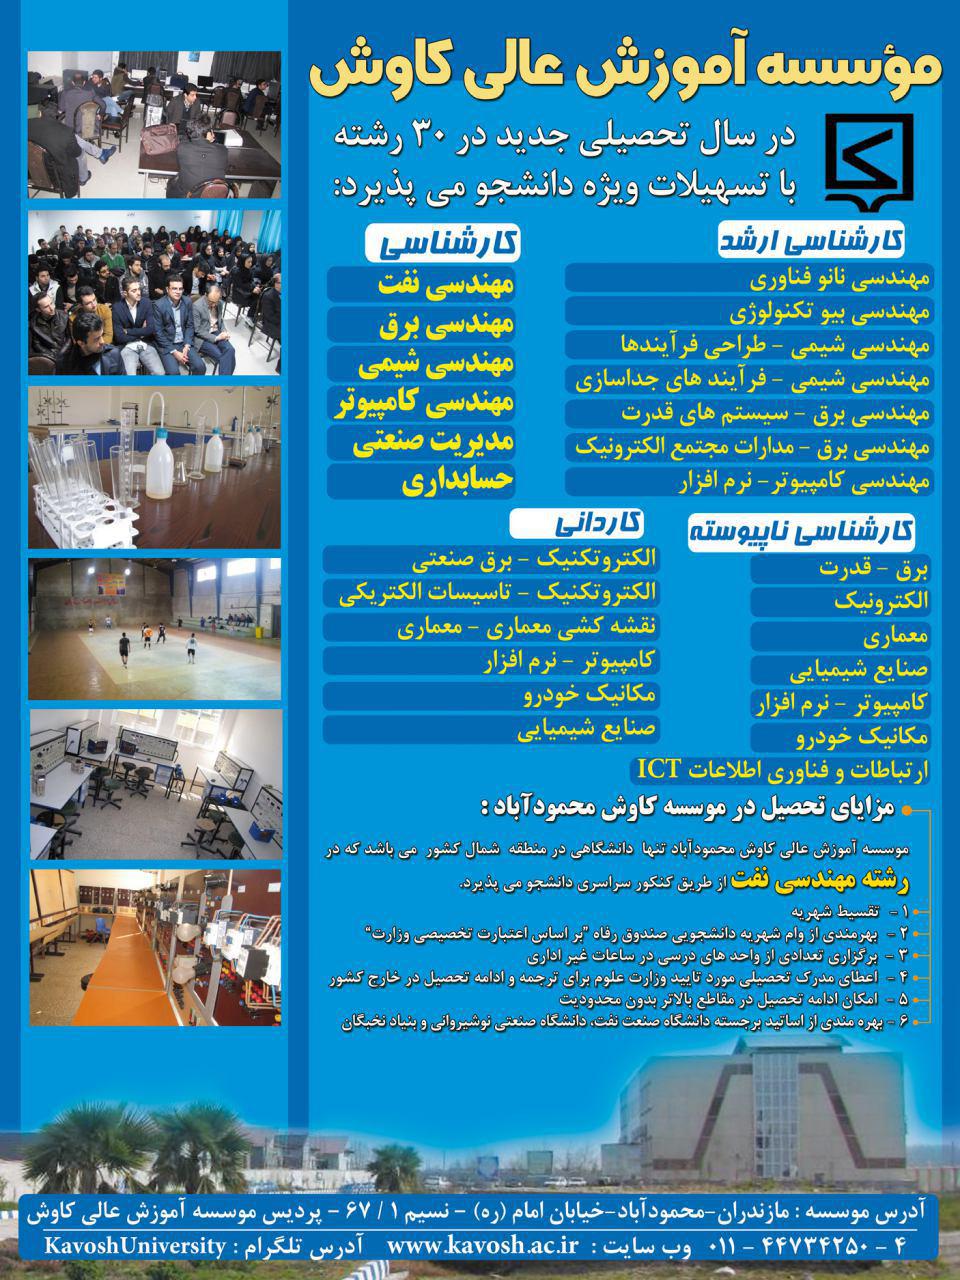 مؤسسه آموزش عالی کاوش
در سال تحصیلی جدید در ۳۰ رشته
با تسهیلات ویژه دانشجو می پذیرد:
کارشناسی ارشد
مهندسی نانو فناوری
مهندسی بیو تکنولوژی
مهندسی شیمی - طراحی فرآیندها
مهندسی شیمی - فرآیند های جداسازی
مهندسی برق - سیستم های قدرت
مهندسی برق - مدارات مجتمع الکترونیک
مهندسی کامپیوتر- نرم افزار
کارشناسی
مهندسی نفت
مهندسی برق
مهندسی شیمی
مهندسی کامپیوتر
مدیریت صنعتی
حسابداری
کارشناسی ناپیوسته
برق - قدرت
الکترونیک
معماری
صنایع شیمیایی
کامپیوتر - نرم افزار
مکانیک خودرو
ارتباطات و فناوری اطلاعات ICT
کاردانی
الکتروتکنیک - برق صنعتی
الکتروتکنیک - تاسیسات الکتریکی
نقشه کشی معماری - معماری
کامپیوتر - نرم افزار
مکانیک خودرو
صنایع شیمیایی
مزایای تحصیل در موسسه کاوش محمودآباد :
موسسه آموزش عالی کاوش محمودآباد تنها دانشگاهی در منطقه شمال کشور می باشد که در
رشته مهندسی نفت از طریق کنکور سراسری دانشجو می پذیرد.
۱ - تقسیط شهریه
۲ - بهرمندی از وام شهریه دانشجویی صندوق رفاه "بر اساس اعتبارت تخصیصی وزارت"
۳ - برگزاری تعدادی از واحد های درسی در ساعات غیر اداری
۴ - اعطای مدرک تحصیلی مورد تایید وزارت علوم برای ترجمه و ادامه تحصیل در خارج کشور
۵ - امکان ادامه تحصیل در مقاطع بالاتر بدون محدودیت
۶ - بهره مندی از اساتید برجسته دانشگاه صنعت نفت، دانشگاه صنعتی نوشیروانی و بنیاد نخبگان
آدرس موسسه : مازندران-محمودآباد-خیابان امام (ره) - نسیم ۱ / ۶۷ - پردیس موسسه آموزش عالی کاوش
۰۱۱ - ۴۴۷۳۴۲۵۰ - ۴ وب سایت : www.kavosh.ac.ir آدرس تلگرام : KavoshUniversity